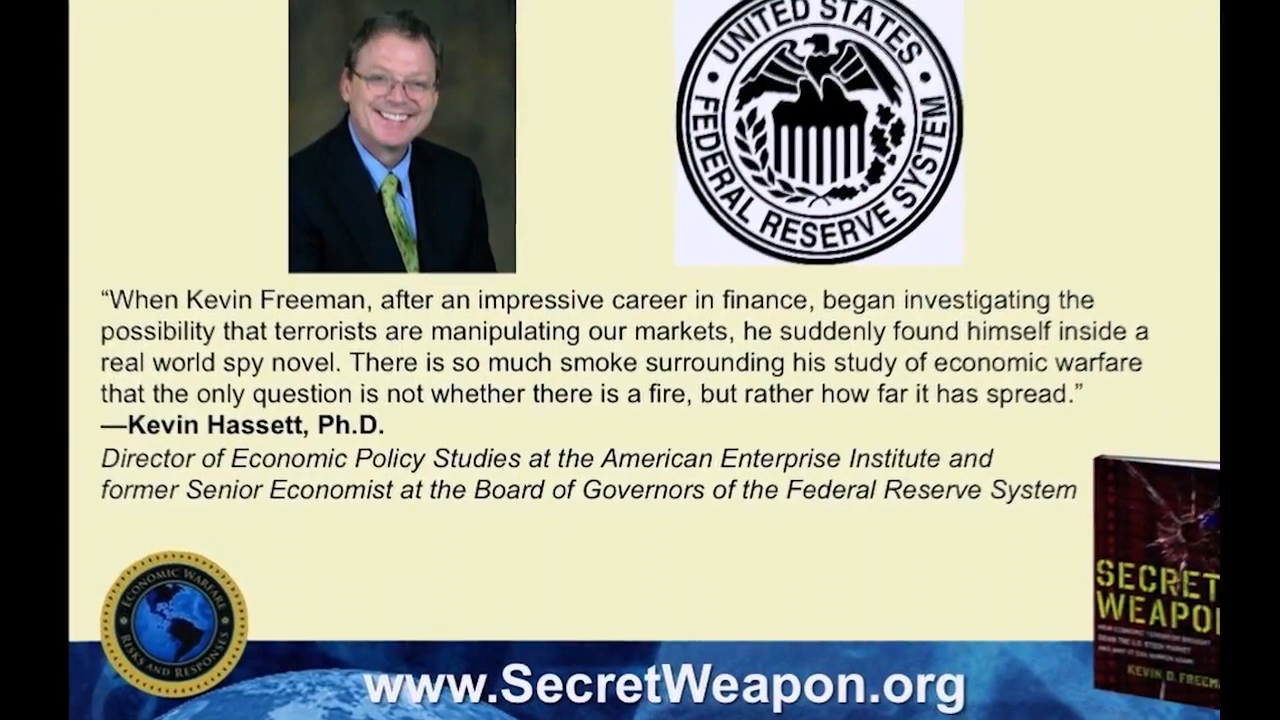 UNITED STATES
FEDERAL RESERVE SYSTEM
“When Kevin Freeman, after an impressive career in finance, began investigating the
possibility that terrorists are manipulating our markets, he suddenly found himself inside a
real world spy novel. There is so much smoke surrounding his study of economic warfare
that the only question is not whether there is a fire, but rather how far it has spread.”
—Kevin Hassett, Ph.D.
Director of Economic Policy Studies at the American Enterprise Institute and
former Senior Economist at the Board of Governors of the Federal Reserve System
ECONOMIC WARFARE
RISKS AND RESPONSES
SECRET
WEAPO
KEVIN D. FREEM
www.SecretWeapon.org